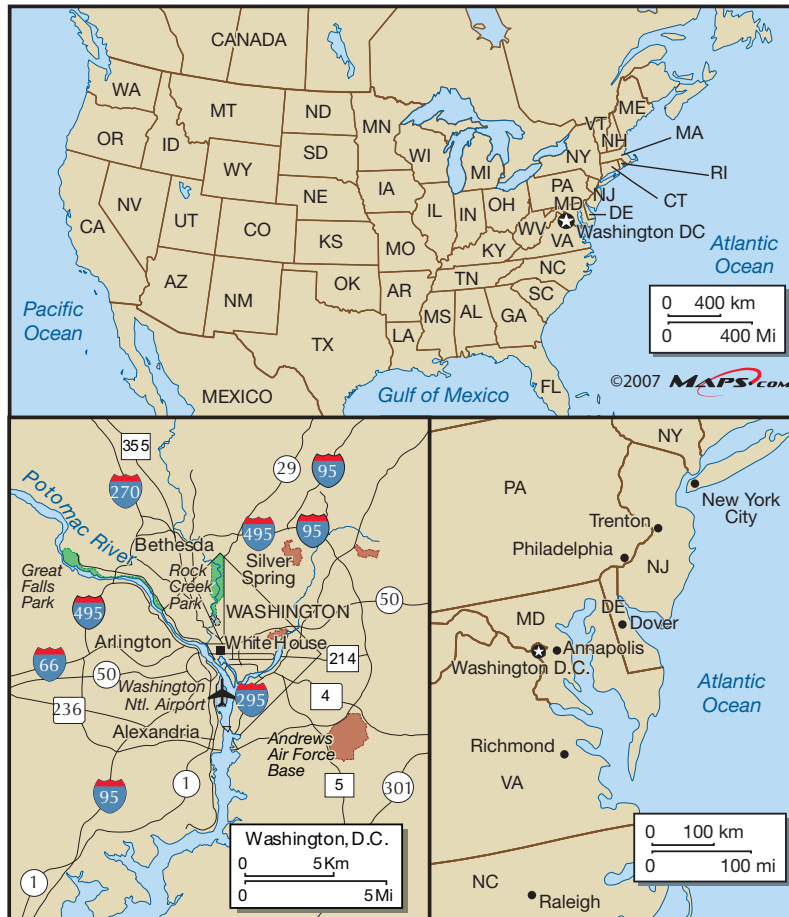 CANADA
WA
MT
ND
MN
ME
VT
NH
MA
OR
ID
SD
WI
MI
NY
RI
WY
CT
NE
IA
PA
NJ
NV
UT
CO
IL
IN
OH
MD
DE
CA
KS
MO
WV
VA
Washington DC
KY
AZ
NM
OK
AR
TN
NC
Atlantic
Ocean
SC
MS
AL
GA
Pacific
Ocean
TX
LA
0 400 km
0 400 Mi
FL
MEXICO
Gulf of Mexico
©2007 MAPS.COM
355
29
95
270
Potomac River
495
95
Bethesda
Silver
Spring
Great
Falls
Park
Rock
Creek
Park
495
WASHINGTON
50
Arlington
White House
66
50
214
Washington
Ntl. Airport
295
4
236
Alexandria
Andrews
Air Force
Base
1
5
301
95
Washington, D.C.
0 5Km
0 5Mi
1
NY
PA
New York
City
Trenton
Philadelphia
NJ
MD
DE
Dover
Annapolis
Washington D.C.
Atlantic
Ocean
Richmond
VA
0 100 km
0 100 mi
NC
Raleigh